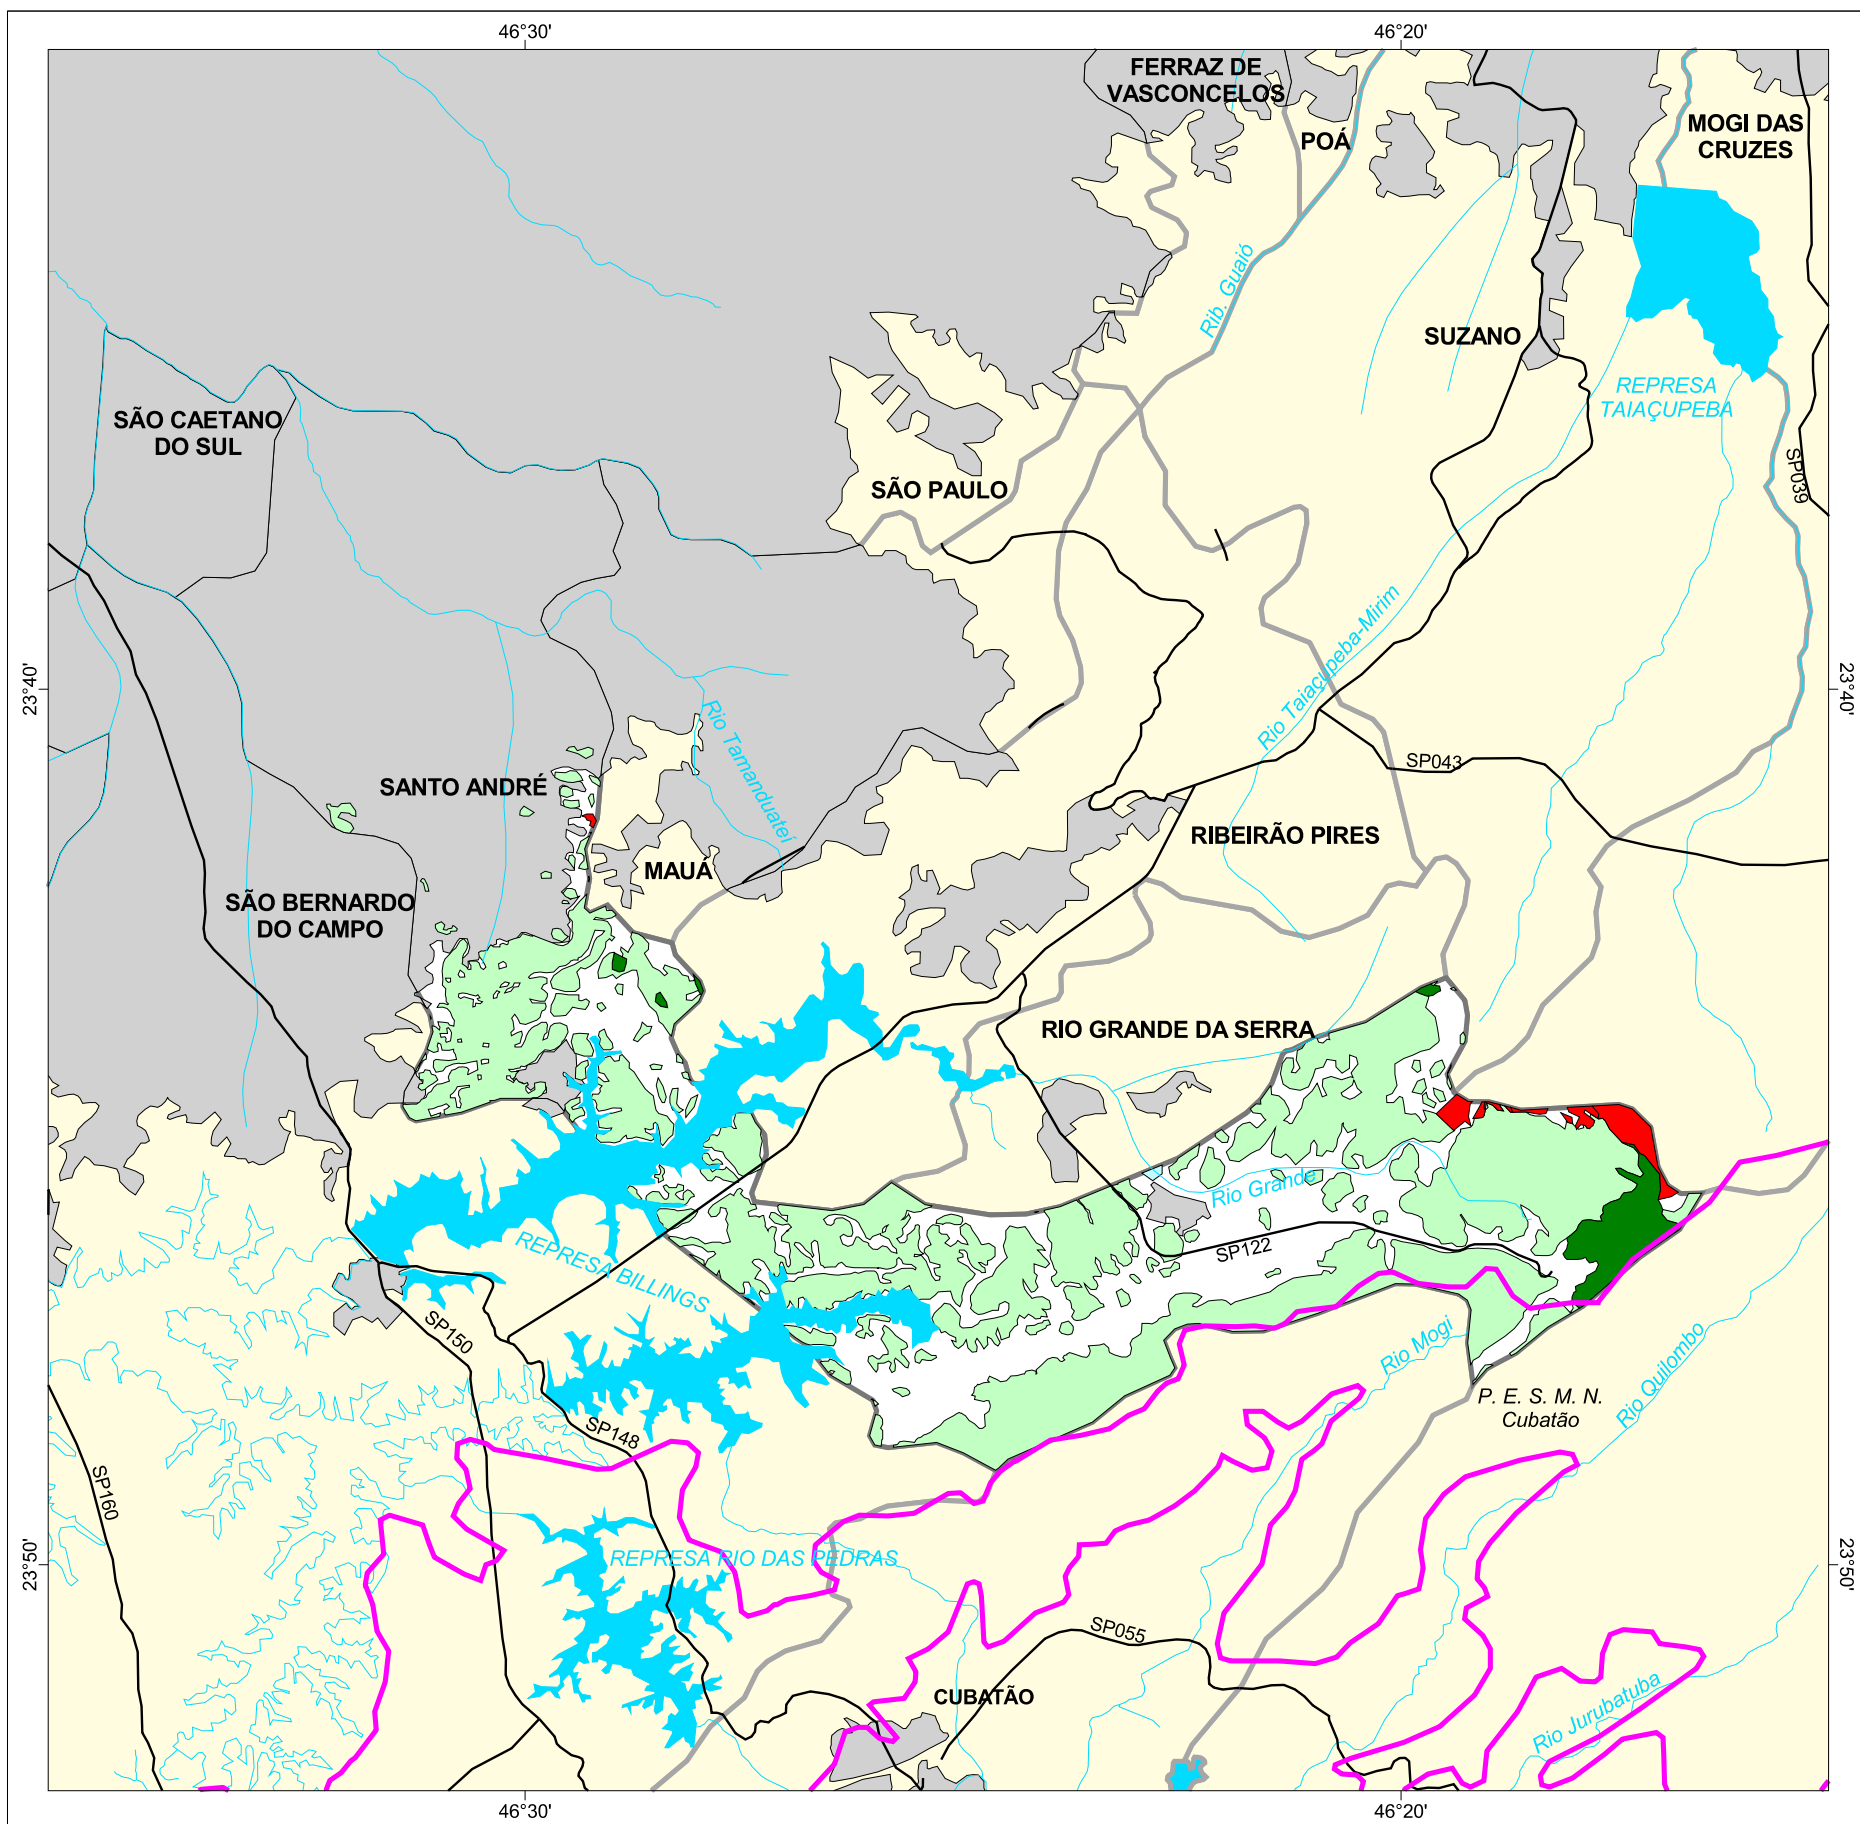 46°30'
46°20'
FERRAZ DE
VASCONCELOS
POÁ
MOGI DAS
CRUZES
Rib. Guaió
SUZANO
REPRESA
TAIAÇUPEBA
SÃO CAETANO
DO SUL
SP039
SÃO PAULO
Rio Taiaçupeba-Mirim
23°40'
23°40'
Rio Tamanduateí
SP043
SANTO ANDRÉ
RIBEIRÃO PIRES
MAUÁ
SÃO BERNARDO
DO CAMPO
RIO GRANDE DA SERRA
Rio Grande
SP122
REPRESA BILLINGS
SP150
Rio Mogi
Rio Quilombo
P. E. S. M. N.
Cubatão
SP148
SP160
23°50'
REPRESA RIO DAS PEDRAS
23°50'
SP055
CUBATÃO
Rio Jurubatuba
46°30'
46°20'